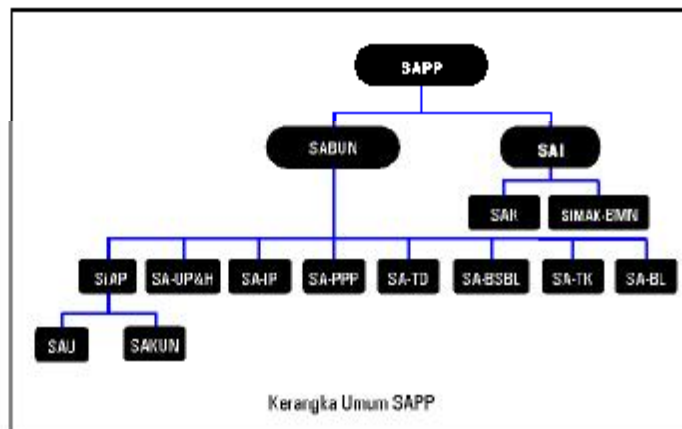 SAPP
SABUN SAI
SAK SIMAK-BMN
SiAP SA-UP&H SA-IP SA-PPP SA-TD SA-BSBL SA-TK SA-BL
SAU SAKUN
Kerangka Umum SAPP